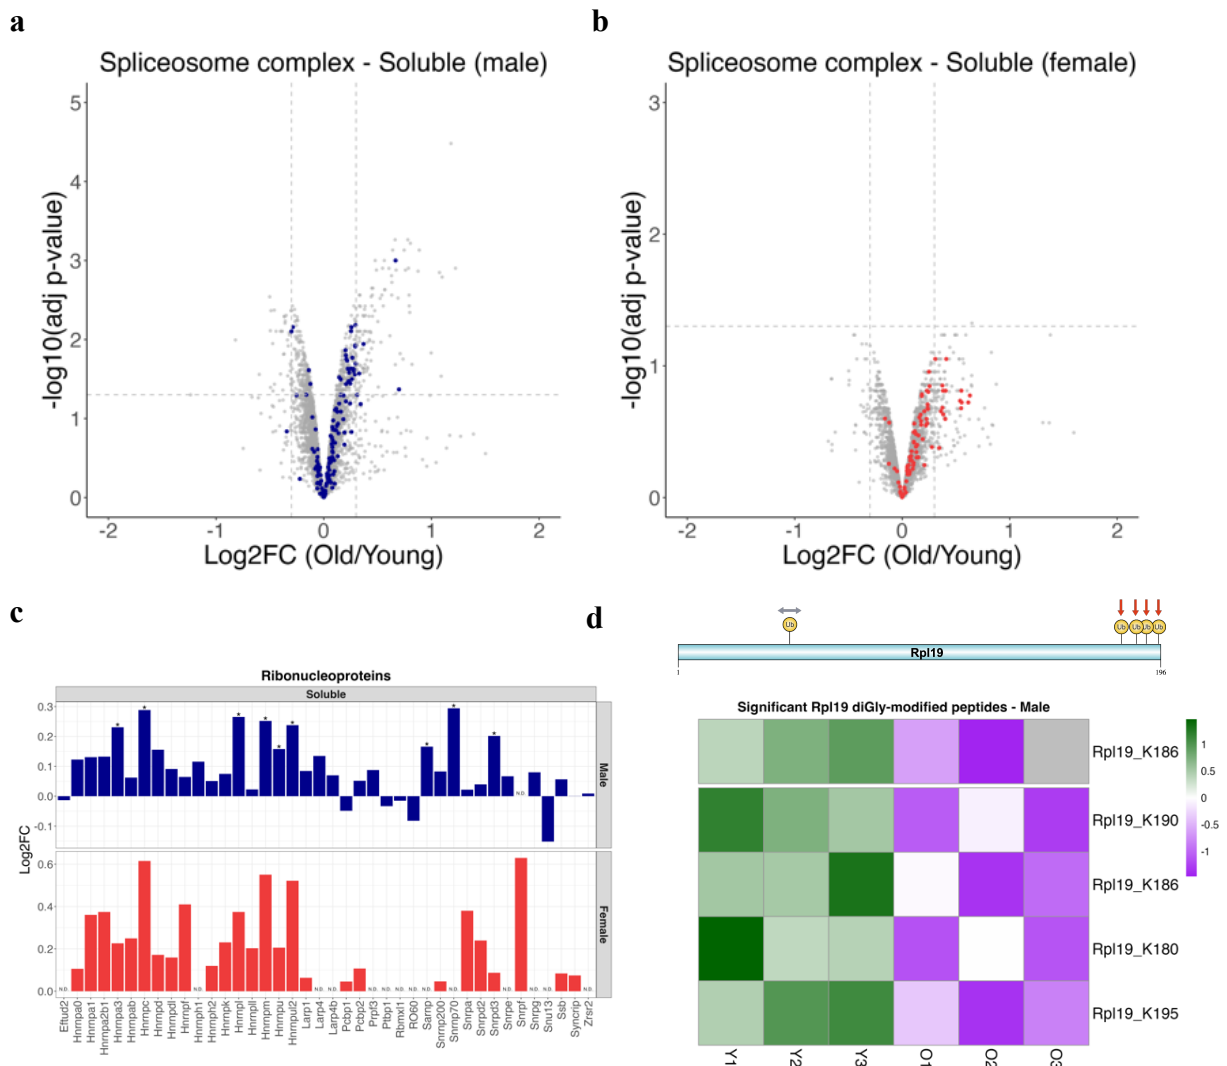 a
Spliceosome complex - Soluble (male)
5
4
3
2
1
0
-log10(adj p-value)
-2
-1
0
1
2
Log2FC (Old/Young)
b
Spliceosome complex - Soluble (female)
3
2
1
0
-log10(adj p-value)
-2
-1
0
1
2
Log2FC (Old/Young)
c
Ribonucleoproteins
Soluble
0.3
0.2
0.1
0.0
-0.1
* * * * * * * * *
N.D.
Male
Log2FC
0.6
0.4
0.2
0.0
N.D. N.D. N.D. N.D. N.D. N.D. N.D. N.D. N.D. N.D. N.D. N.D. N.D. N.D.
Female
Eftud2
Hnrnpa0
Hnrnpa1
Hnrnpa2b1
Hnrnpa3
Hnrnpab
Hnrnpc
Hnrnpd
Hnrnpdl
Hnrnpf
Hnrnph1
Hnrnph2
Hnrnpk
Hnrnpl
Hnrnpll
Hnrnpm
Hnrnpu
Hnrnpul2
Larp1
Larp4
Larp4b
Pcbp1
Pcbp2
Prpf3
Ptbp1
Rbmxl1
RO60
Sarnp
Snrnp200
Snrnp70
Snrpa
Snrpd2
Snrpd3
Snrpe
Snrpf
Snrpg
Snu13
Ssb
Syncrip
Zrsr2
d
Ub
Ub Ub Ub Ub
Rpl19
1
196
Significant Rpl19 diGly-modified peptides - Male
Rpl19_K186
Rpl19_K190
Rpl19_K186
Rpl19_K180
Rpl19_K195
1
0.5
0
-0.5
-1
Y1
Y2
Y3
O1
O2
O3